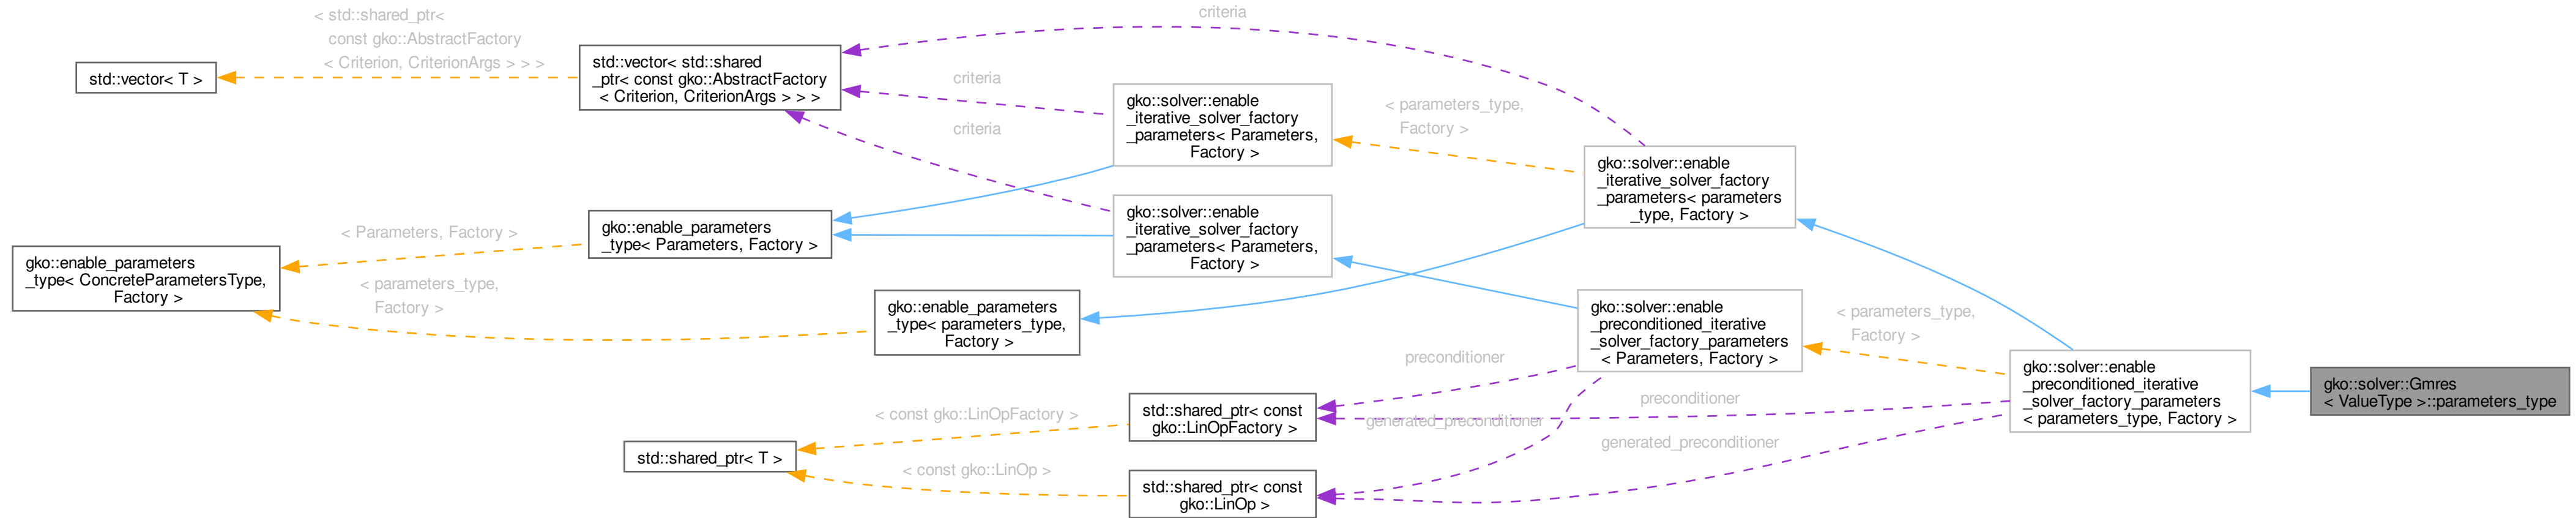 < std::shared_ptr<
const gko::AbstractFactory
< Criterion, CriterionArgs > > >
std::vector< T >
std::vector< std::shared
_ptr< const gko::AbstractFactory
< Criterion, CriterionArgs > > >
criteria
criteria
criteria
gko::solver::enable
_iterative_solver_factory
_parameters< Parameters,
Factory >
< parameters_type,
Factory >
gko::solver::enable
_iterative_solver_factory
_parameters< parameters
_type, Factory >
gko::solver::enable
_iterative_solver_factory
_parameters< Parameters,
Factory >
gko::enable_parameters
_type< Parameters, Factory >
< Parameters, Factory >
gko::enable_parameters
_type< ConcreteParametersType,
Factory >
< parameters_type,
Factory >
gko::enable_parameters
_type< parameters_type,
Factory >
gko::solver::enable
_preconditioned_iterative
_solver_factory_parameters
< Parameters, Factory >
< parameters_type,
Factory >
preconditioner
gko::solver::enable
_preconditioned_iterative
_solver_factory_parameters
< parameters_type, Factory >
gko::solver::Gmres
< ValueType >::parameters_type
preconditioner
generated_preconditioner
generated_preconditioner
std::shared_ptr< const
gko::LinOpFactory >
< const gko::LinOpFactory >
std::shared_ptr< T >
< const gko::LinOp >
std::shared_ptr< const
gko::LinOp >